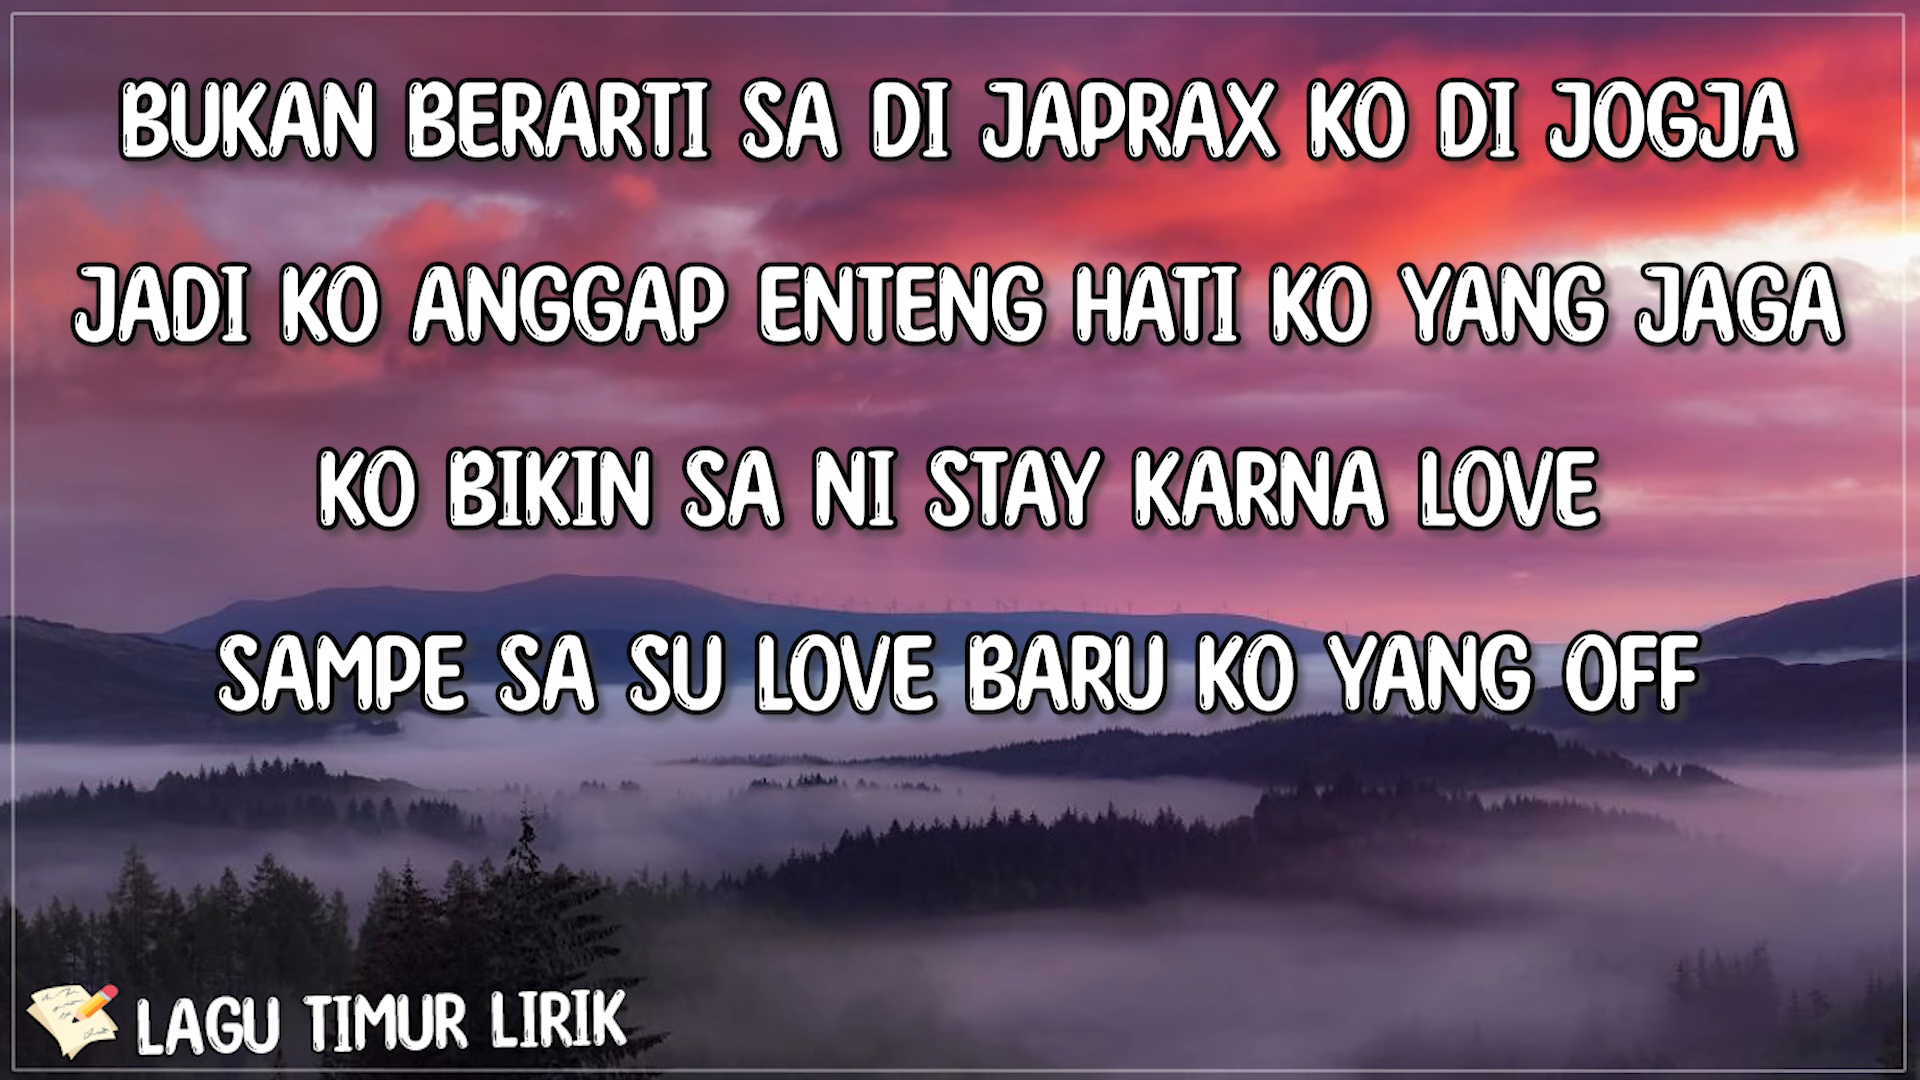 BUKAN BERARTI SA DI JAPRAX KO DI JOGJA
JADI KO ANGGAP ENTENG HATI KO YANG JAGA
KO BIKIN SA NI STAY KARNA LOVE
SAMPE SA SU LOVE BARU KO YANG OFF
LAGU TIMUR LIRIK